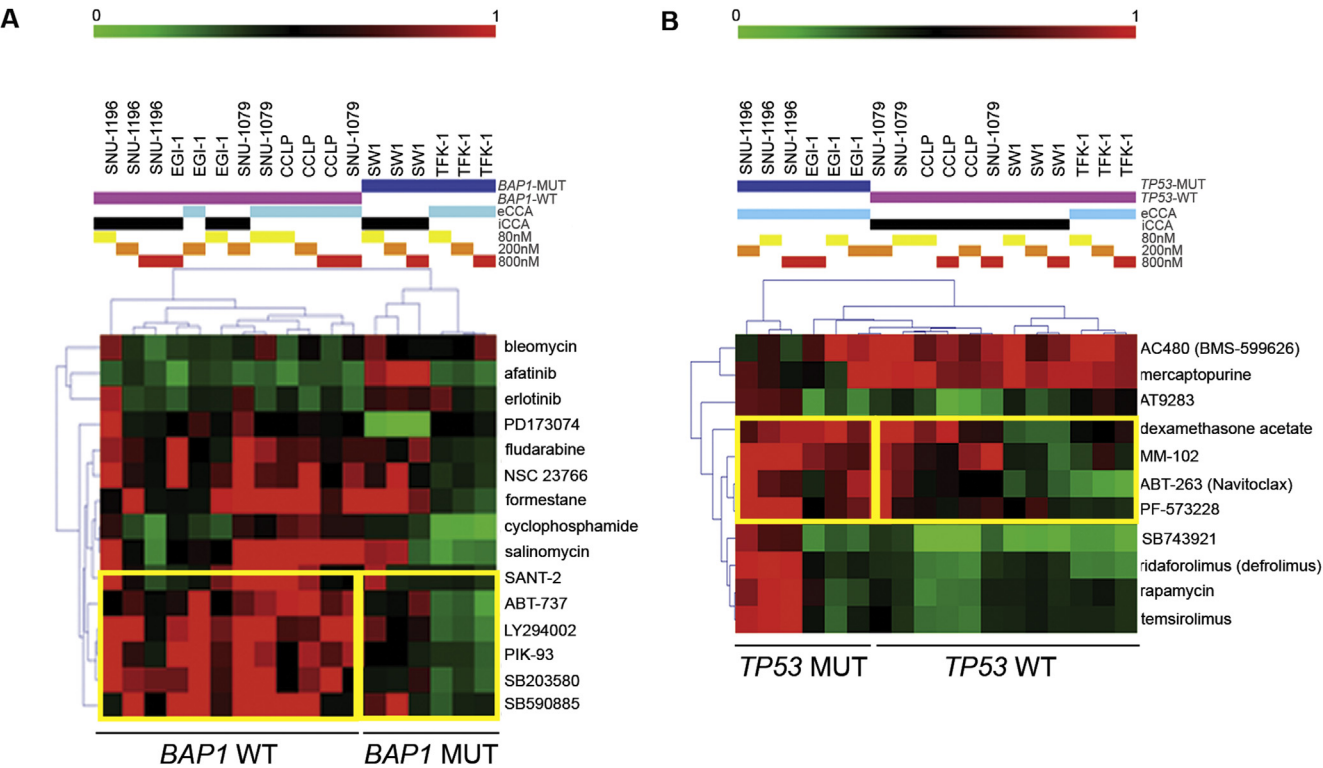 A
0
1
SNU-1196
SNU-1196
SNU-1196
EGI-1
EGI-1
EGI-1
SNU-1079
SNU-1079
CCLP
CCLP
CCLP
SNU-1079
SW1
SW1
SW1
TFK-1
TFK-1
TFK-1
BAP1-MUT
BAP1-WT
eCCA
iCCA
80nM
200nM
800nM
bleomycin
afatinib
erlotinib
PD173074
fludarabine
NSC 23766
formestane
cyclophosphamide
salinomycin
SANT-2
ABT-737
LY294002
PIK-93
SB203580
SB590885
BAP1 WT
BAP1 MUT
B
0
1
SNU-1196
SNU-1196
SNU-1196
EGI-1
EGI-1
EGI-1
SNU-1079
SNU-1079
CCLP
CCLP
CCLP
SNU-1079
SW1
SW1
SW1
TFK-1
TFK-1
TFK-1
TP53-MUT
TP53-WT
eCCA
iCCA
80nM
200nM
800nM
AC480 (BMS-599626)
mercaptopurine
AT9283
dexamethasone acetate
MM-102
ABT-263 (Navitoclax)
PF-573228
SB743921
ridaforolimus (defrolimus)
rapamycin
temsirolimus
TP53 MUT
TP53 WT